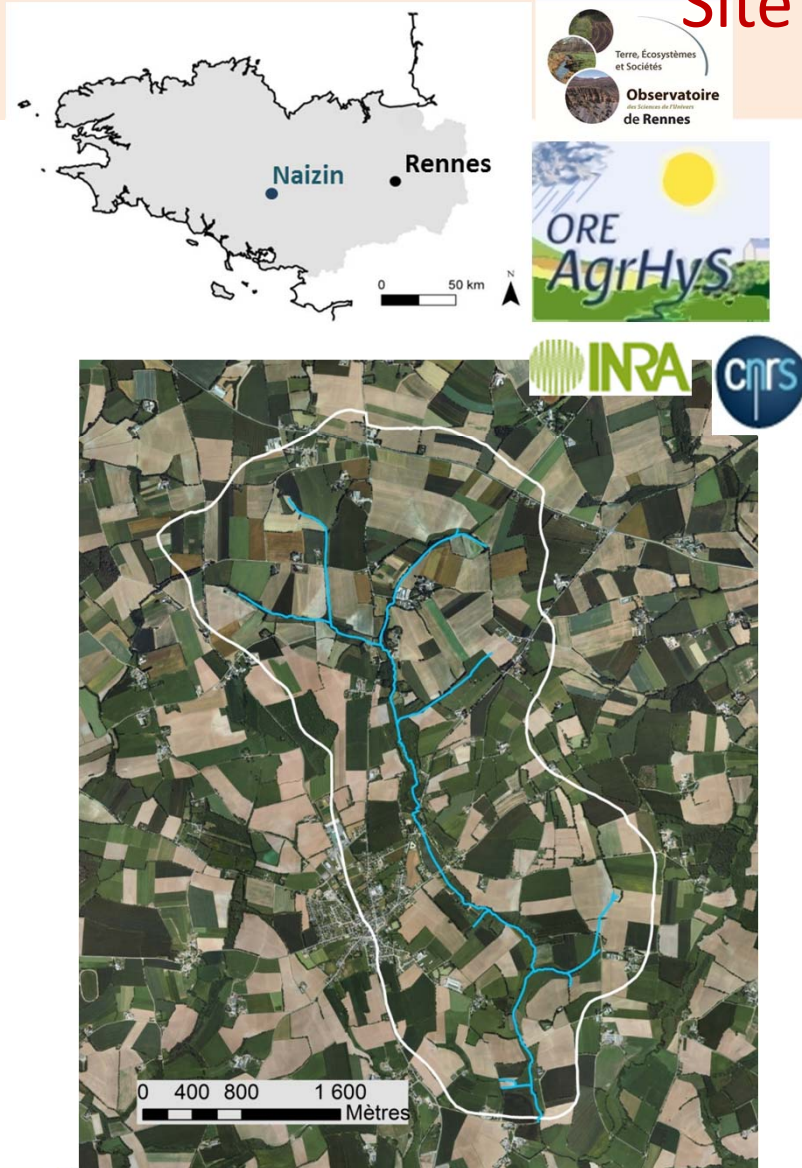 Site
Terre, Écosystèmes
et Sociétés
Observatoire
des Sciences de l'Univers
de Rennes
Naizin
Rennes
0 50 km
N
ORE
AgrHyS
INRA
cnrs
0 400 800 1 600
Mètres